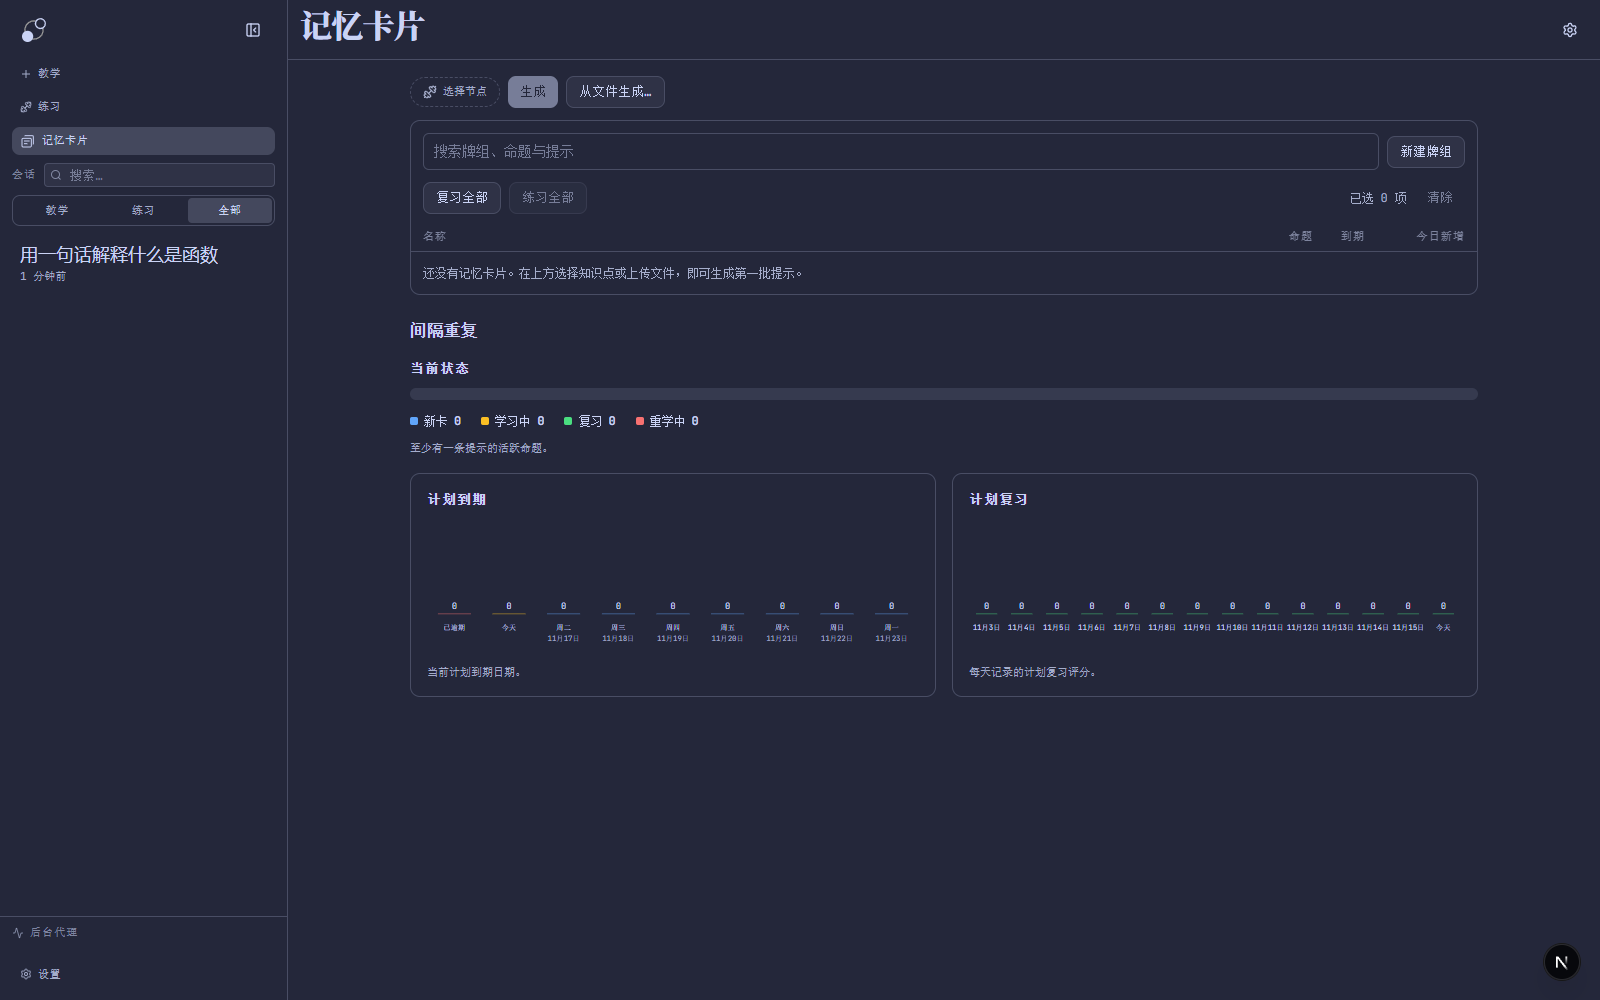 教学
练习
记忆卡片
会话
搜索…
教学
练习
全部
用一句话解释什么是函数
1 分钟前
后台代理
设置
记忆卡片
选择节点
生成
从文件生成…
搜索牌组、命题与提示
新建牌组
复习全部
练习全部
已选 0 项
清除
名称
命题
到期
今日新增
还没有记忆卡片。在上方选择知识点或上传文件，即可生成第一批提示。
间隔重复
当前状态
新卡 0
学习中 0
复习 0
重学中 0
至少有一条提示的活跃命题。
计划到期
0 0 0 0 0 0 0 0 0
已逾期 今天 周二 周三 周四 周五 周六 周日 周一
11月17日 11月18日 11月19日 11月20日 11月21日 11月22日 11月23日
当前计划到期日期。
计划复习
0 0 0 0 0 0 0 0 0 0 0 0 0 0
11月3日 11月4日 11月5日 11月6日 11月7日 11月8日 11月9日 11月10日 11月11日 11月12日 11月13日 11月14日 11月15日 今天
每天记录的计划复习评分。
N